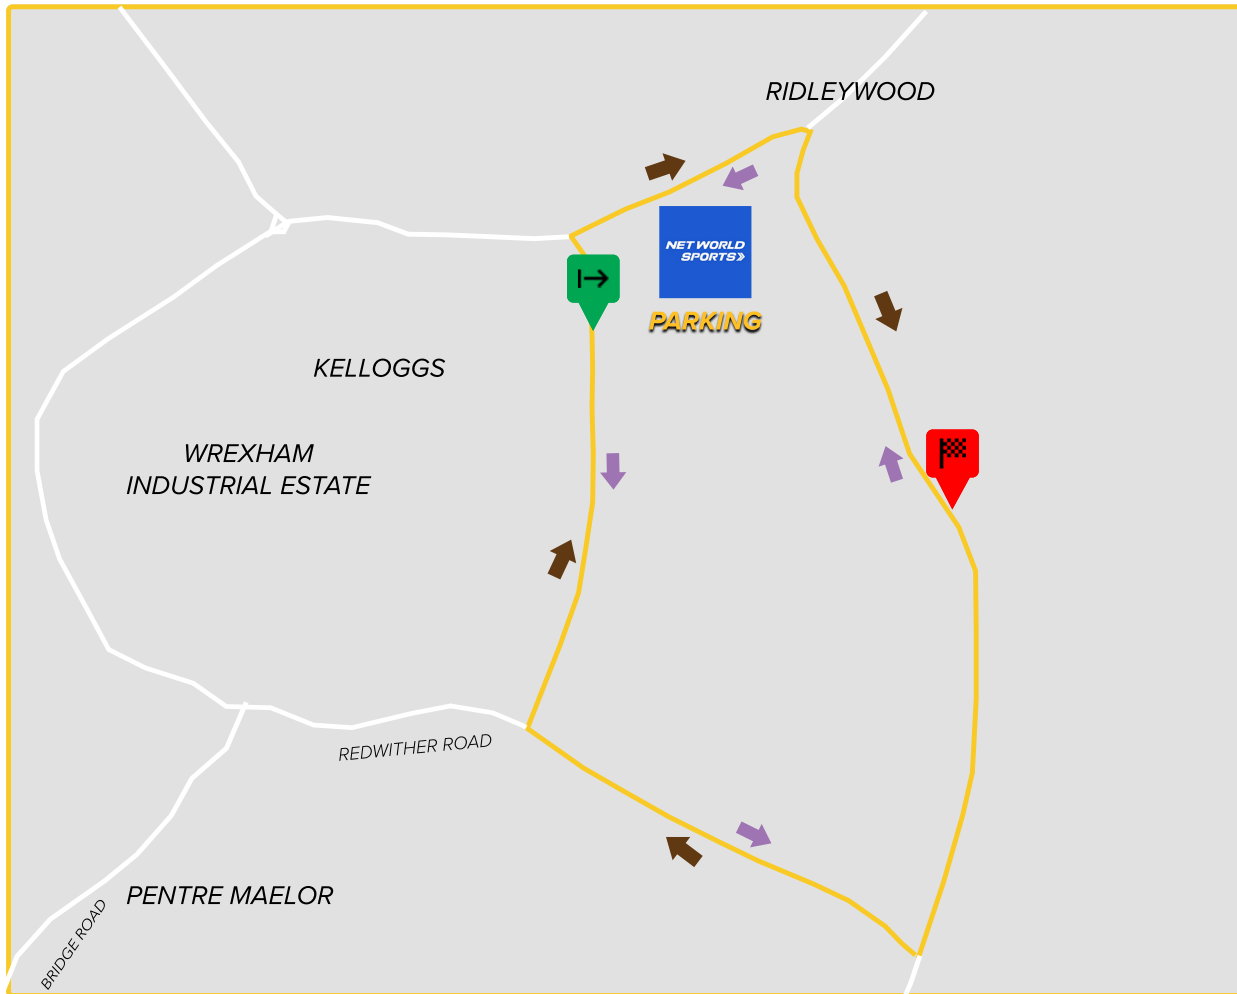 RIDLEYWOOD
NET WORLD
SPORTS
PARKING
KELLOGGS
WREXHAM
INDUSTRIAL ESTATE
REDWITHER ROAD
PENTRE MAELOR
BRIDGE ROAD